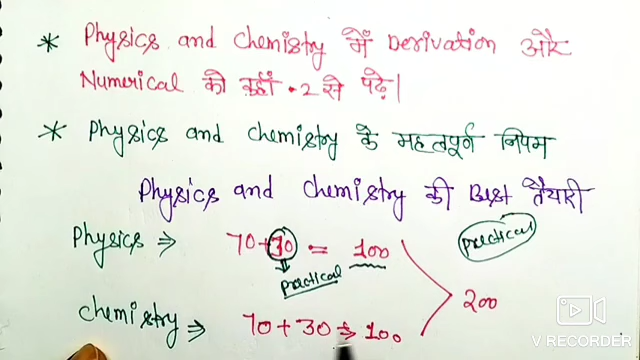 * Physics and Chemistry में Derivation और
Numerical को कहाँ-2 से पढ़े।
* Physics and chemistry के महत्वपूर्ण नियम
Physics and chemistry की Best तैयारी
Physics ⇒ 70+30 = 100
practical
practical
200
chemistry ⇒ 70+30 ⇒ 100
V RECORDER